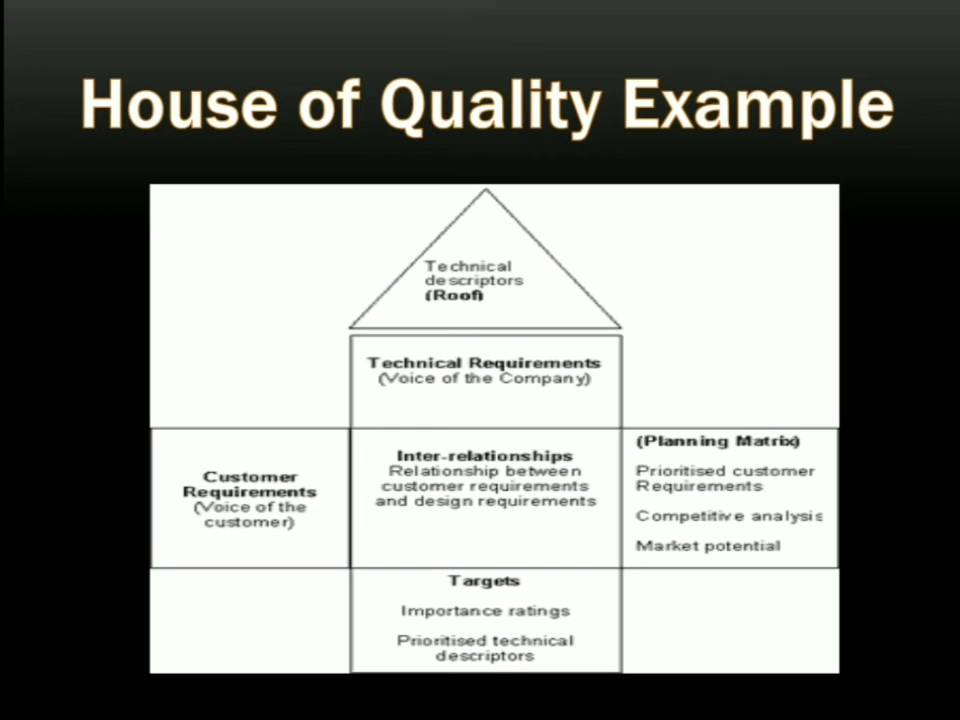 House of Quality Example
Technical
descriptors
(Roof)
Technical Requirements
(Voice of the Company)
Customer
Requirements
(Voice of the
customer)
Inter-relationships
Relationship between
customer requirements
and design requirements
(Planning Matrix)
Prioritised customer
Requirements
Competitive analysis
Market potential
Targets
Importance ratings
Prioritised technical
descriptors